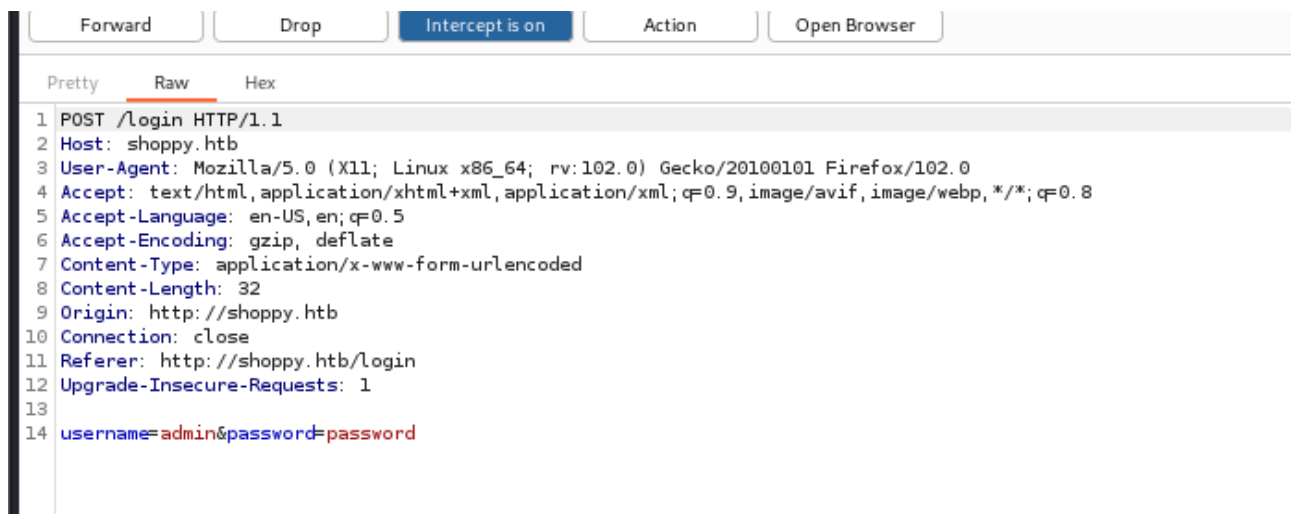 Forward Drop Intercept is on Action Open Browser
Pretty Raw Hex
1 POST /login HTTP/1.1
2 Host: shoppy.htb
3 User-Agent: Mozilla/5.0 (X11; Linux x86_64; rv:102.0) Gecko/20100101 Firefox/102.0
4 Accept: text/html,application/xhtml+xml,application/xml;q=0.9,image/avif,image/webp,*/*;q=0.8
5 Accept-Language: en-US,en;q=0.5
6 Accept-Encoding: gzip, deflate
7 Content-Type: application/x-www-form-urlencoded
8 Content-Length: 32
9 Origin: http://shoppy.htb
10 Connection: close
11 Referer: http://shoppy.htb/login
12 Upgrade-Insecure-Requests: 1
13
14 username=admin&password=password